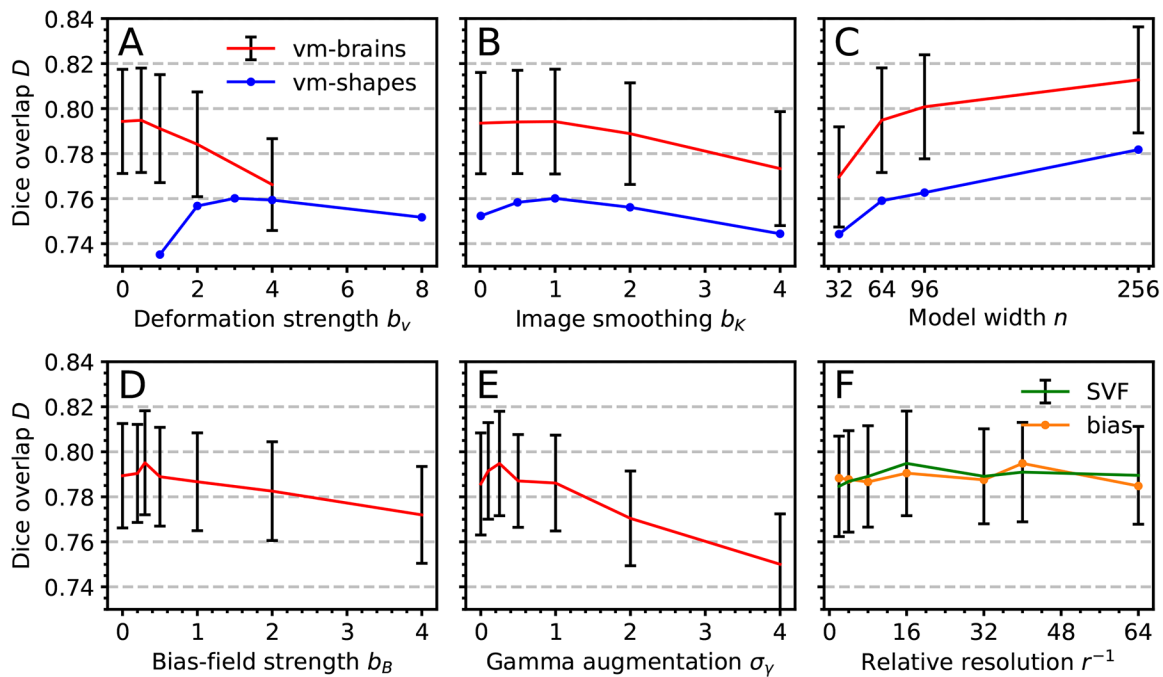 A
vm-brains
vm-shapes
Dice overlap D
0.84
0.82
0.80
0.78
0.76
0.74
0 2 4 6 8
Deformation strength b_v
B
0 1 2 3 4
Image smoothing b_K
C
32 64 96 256
Model width n
D
Dice overlap D
0.84
0.82
0.80
0.78
0.76
0.74
0 1 2 3 4
Bias-field strength b_B
E
0 1 2 3 4
Gamma augmentation σ_γ
F
SVF
bias
0 16 32 48 64
Relative resolution r⁻¹